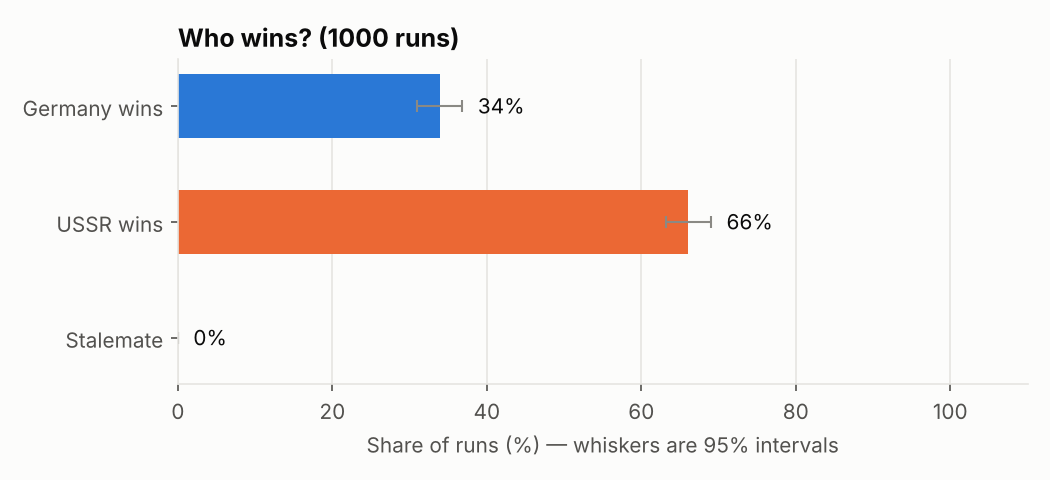 Who wins? (1000 runs)
Germany wins
34%
USSR wins
66%
Stalemate
0%
0 20 40 60 80 100
Share of runs (%) — whiskers are 95% intervals